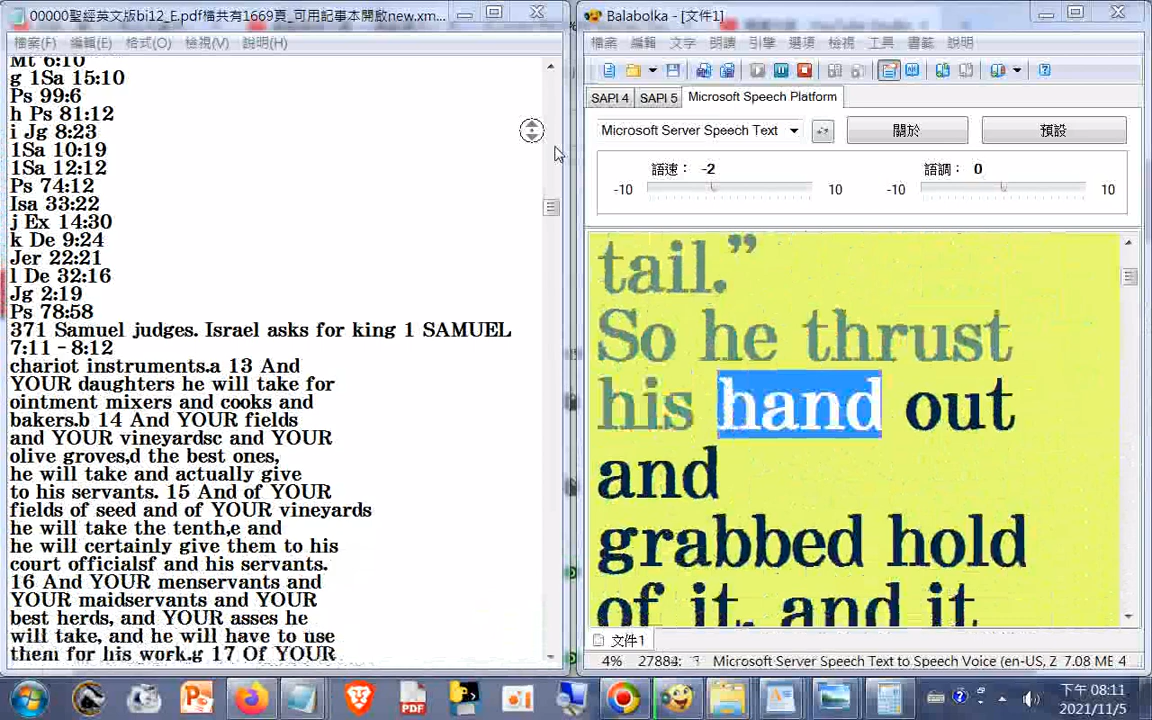 00000聖經英文版bi12_E.pdf檔共有1669頁_可用記事本開啟new.xm...
檔案(F) 編輯(E) 格式(O) 檢視(V) 說明(H)
Mt 6:10
g 1Sa 15:10
Ps 99:6
h Ps 81:12
i Jg 8:23
1Sa 10:19
1Sa 12:12
Ps 74:12
Isa 33:22
j Ex 14:30
k De 9:24
Jer 22:21
l De 32:16
Jg 2:19
Ps 78:58
371 Samuel judges. Israel asks for king 1 SAMUEL
7:11 – 8:12
chariot instruments.a 13 And
YOUR daughters he will take for
ointment mixers and cooks and
bakers.b 14 And YOUR fields
and YOUR vineyardsc and YOUR
olive groves,d the best ones,
he will take and actually give
to his servants. 15 And of YOUR
fields of seed and of YOUR vineyards
he will take the tenth,e and
he will certainly give them to his
court officialsf and his servants.
16 And YOUR menservants and
YOUR maidservants and YOUR
best herds, and YOUR asses he
will take, and he will have to use
them for his work.g 17 Of YOUR
Balabolka - [文件1]
檔案 編輯 文字 朗讀 引擎 選項 檢視 工具 書籤 說明
SAPI 4 SAPI 5 Microsoft Speech Platform
Microsoft Server Speech Text 關於 預設
語速： -2 語調： 0
-10 10 -10 10
tail.”
So he thrust
his hand out
and
grabbed hold
of it, and it
文件1
4% 27884: Microsoft Server Speech Text to Speech Voice (en-US, Z 7.08 MB 4
PDF
下午 08:11
2021/11/5